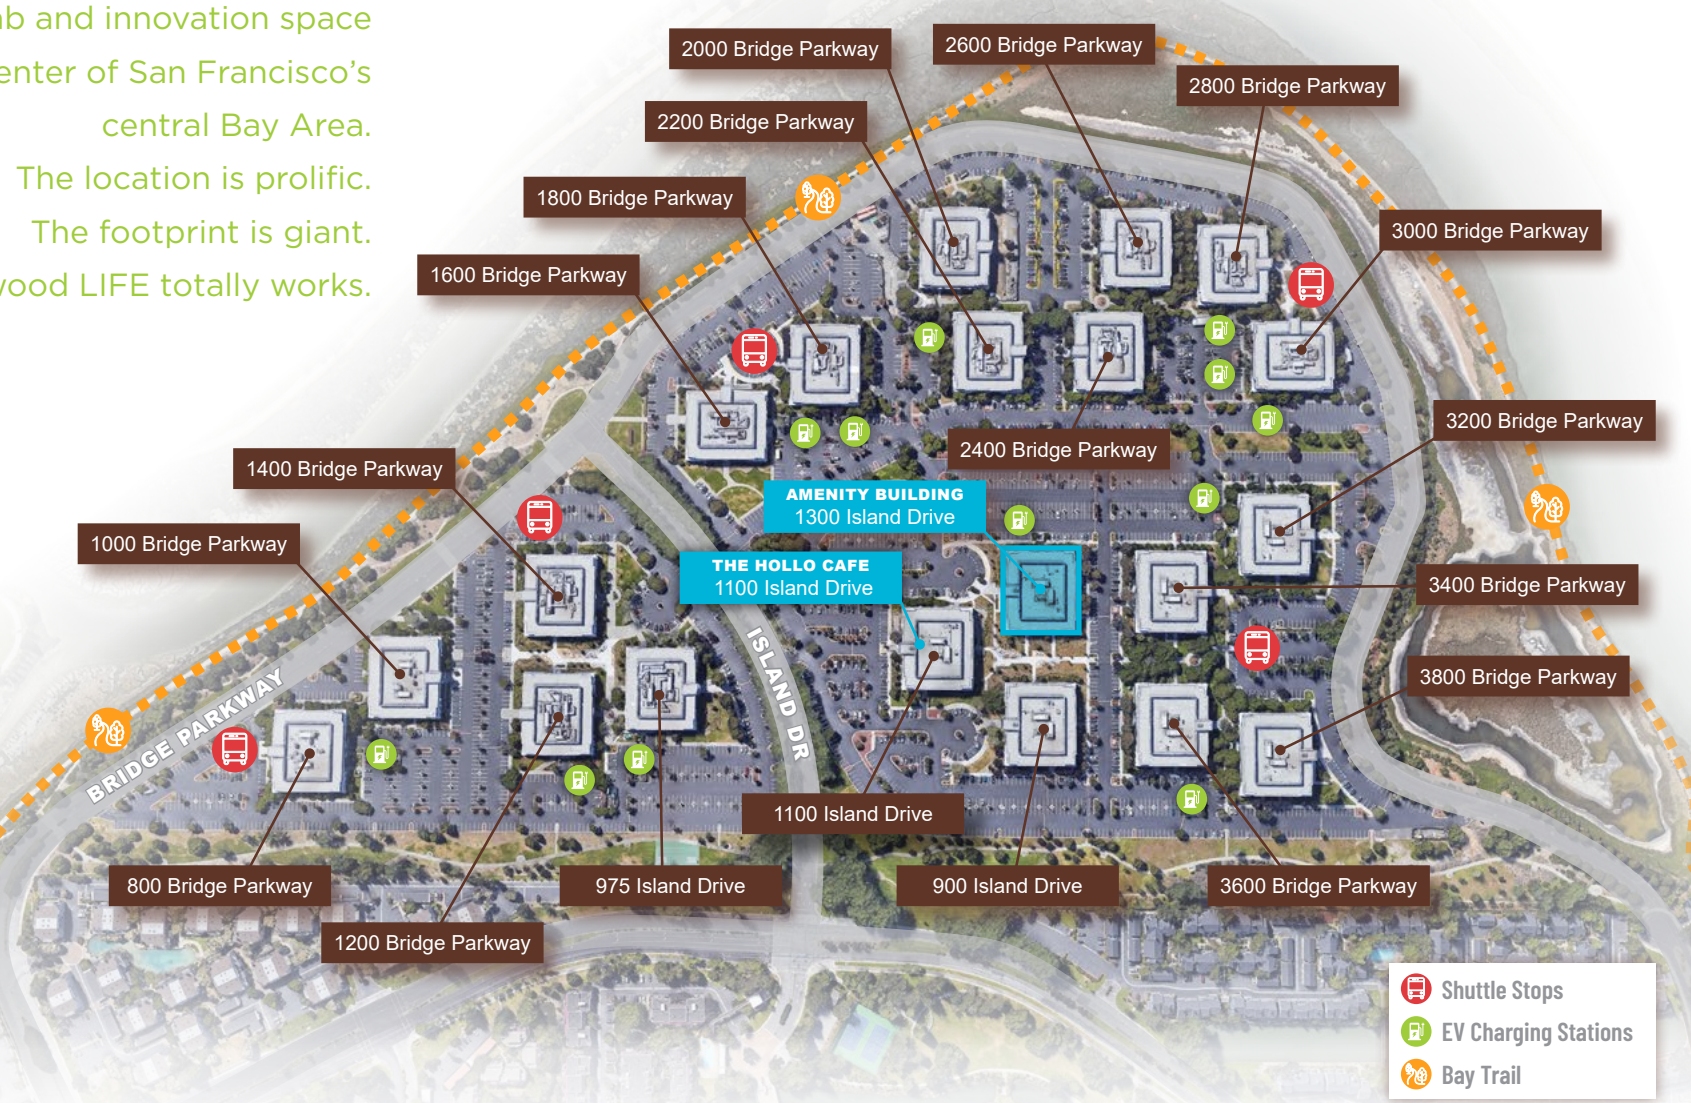 and innovation space
of San Francisco’s
central Bay Area.
The location is prolific.
The footprint is giant.
LIFE totally works.
2000 Bridge Parkway
2600 Bridge Parkway
2800 Bridge Parkway
2200 Bridge Parkway
1800 Bridge Parkway
3000 Bridge Parkway
1600 Bridge Parkway
3200 Bridge Parkway
2400 Bridge Parkway
1400 Bridge Parkway
AMENITY BUILDING
1300 Island Drive
1000 Bridge Parkway
THE HOLLO CAFE
1100 Island Drive
3400 Bridge Parkway
ISLAND DR
3800 Bridge Parkway
BRIDGE PARKWAY
1100 Island Drive
800 Bridge Parkway
975 Island Drive
900 Island Drive
3600 Bridge Parkway
1200 Bridge Parkway
Shuttle Stops
EV Charging Stations
Bay Trail